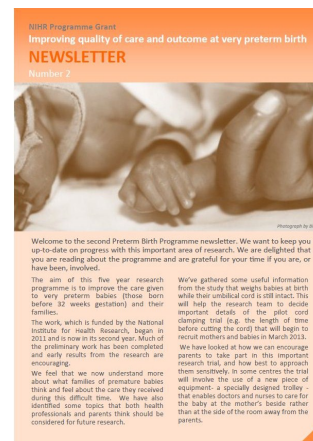 NIHR Programme Grant
Improving quality of care and outcome at very preterm birth
NEWSLETTER
Number 2
Photograph by
Welcome to the second Preterm Birth Programme newsletter. We want to keep you
up-to-date on progress with this important area of research. We are delighted that
you are reading about the programme and are grateful for your time if you are, or
have been, involved.
The aim of this five year research
programme is to improve the care given
to very preterm babies (those born
before 32 weeks gestation) and their
families.
The work, which is funded by the National
Institute for Health Research, began in
2011 and is now in its second year. Much of
the preliminary work has been completed
and early results from the research are
encouraging.
We feel that we now understand more
about what families of premature babies
think and feel about the care they received
during this difficult time. We have also
identified some topics that both health
professionals and parents think should be
considered for future research.
We've gathered some useful information
from the study that weighs babies at birth
while their umbilical cord is still intact. This
will help the research team to decide
important details of the pilot cord
clamping trial (e.g. the length of time
before cutting the cord) that will begin to
recruit mothers and babies in March 2013.
We have looked at how we can encourage
parents to take part in this important
research trial, and how best to approach
them sensitively. In some centres the trial
will involve the use of a new piece of
equipment- a specially designed trolley -
that enables doctors and nurses to care for
the baby at the mother's beside rather
than at the side of the room away from the
parents.